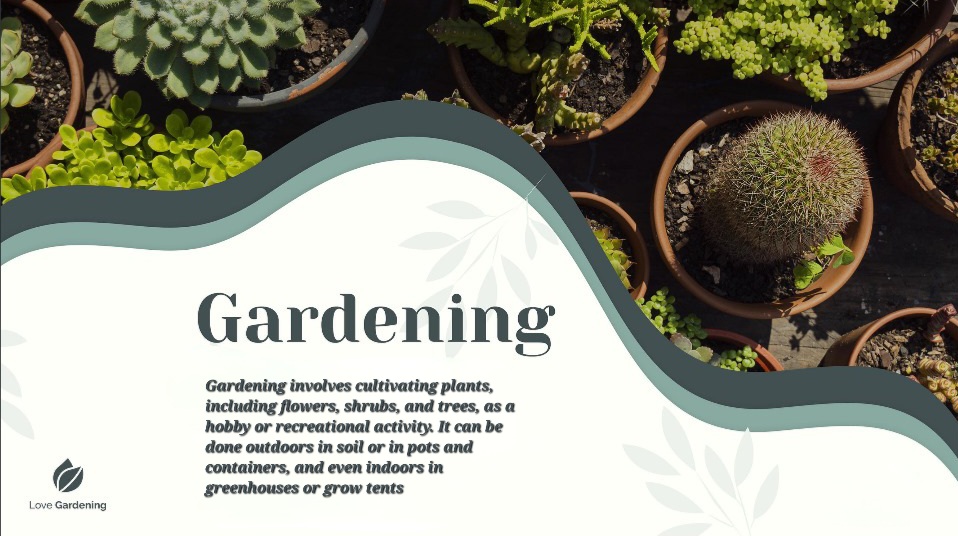 Gardening
Gardening involves cultivating plants,
including flowers, shrubs, and trees, as a
hobby or recreational activity. It can be
done outdoors in soil or in pots and
containers, and even indoors in
greenhouses or grow tents
Love Gardening